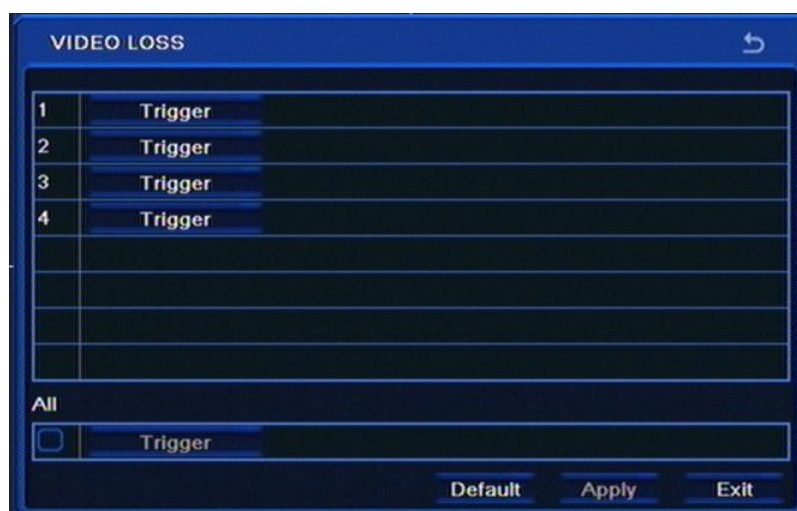 VIDEO LOSS
1 Trigger
2 Trigger
3 Trigger
4 Trigger
All
Trigger
Default Apply Exit